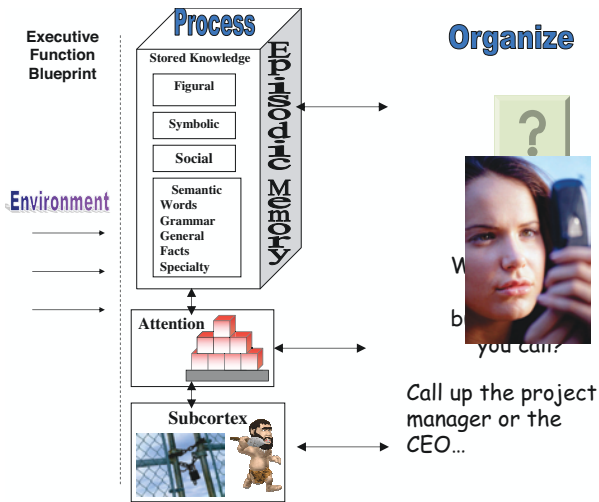 Executive
Function
Blueprint
Environment
Process
Stored Knowledge
Figural
Symbolic
Social
Semantic
Words
Grammar
General
Facts
Specialty
Episodic Memory
Attention
Subcortex
Organize
?
you call?
Call up the project
manager or the
CEO…